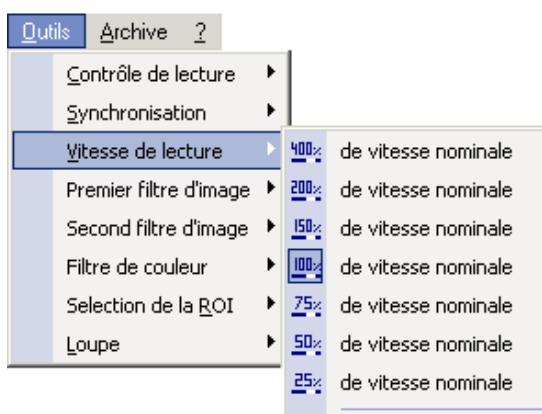 Outils Archive ?
Contrôle de lecture
Synchronisation
Vitesse de lecture
Premier filtre d'image
Second filtre d'image
Filtre de couleur
Selection de la ROI
Loupe
400% de vitesse nominale
200% de vitesse nominale
150% de vitesse nominale
100% de vitesse nominale
75% de vitesse nominale
50% de vitesse nominale
25% de vitesse nominale